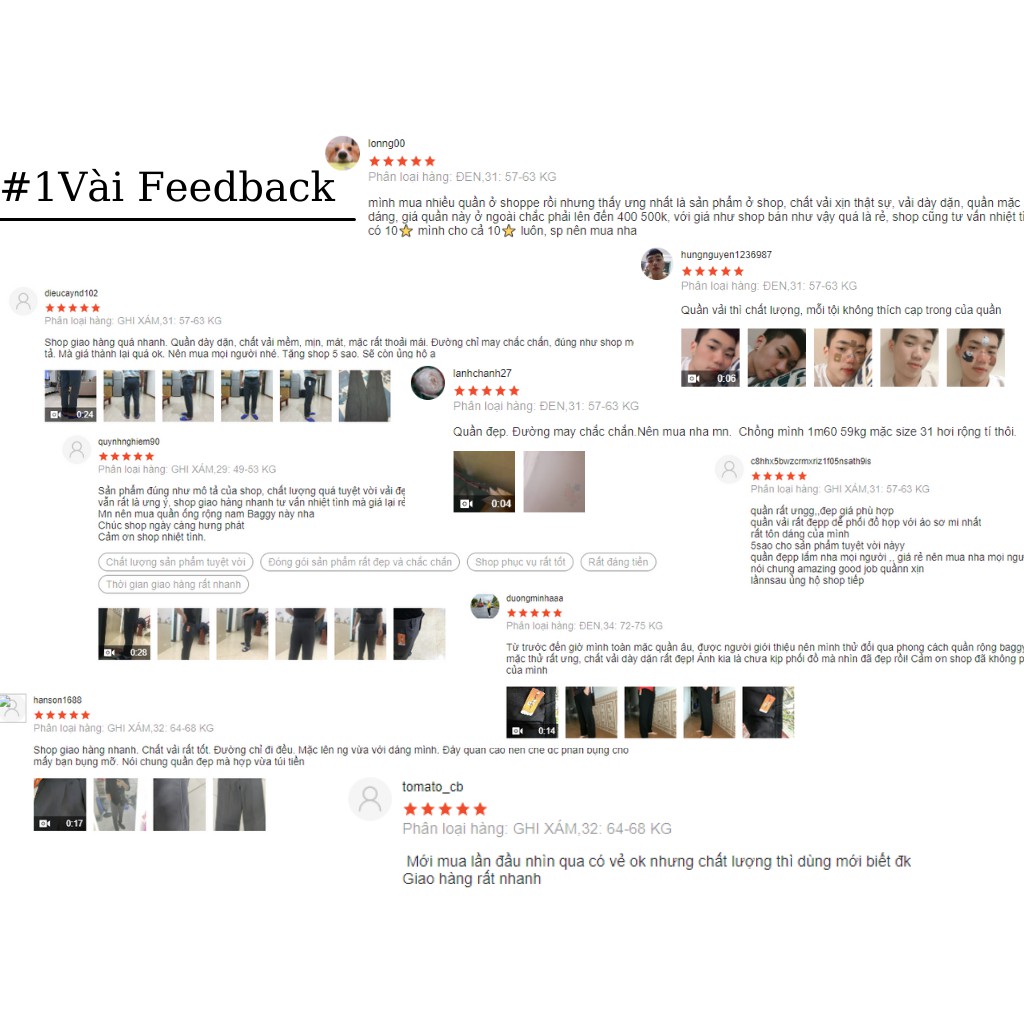 #1Vài Feedback
lonng00
Phân loại hàng: ĐEN,31: 57-63 KG
mình mua nhiều quần ở shoppe rồi nhưng thấy ưng nhất là sản phẩm ở shop, chất vải xịn thật sự, vải dày dặn, quần mặc
dáng, giá quần này ở ngoài chắc phải lên đến 400 500k, với giá như shop bán như vậy quá là rẻ, shop cũng tư vấn nhiệt
có 10⭐ mình cho cả 10⭐ luôn, sp nên mua nha
hungnguyen1236987
Phân loại hàng: ĐEN,31: 57-63 KG
Quần vải thì chất lượng, mỗi tội không thích cạp trong của quần
0:06
dieucaynd102
Phân loại hàng: GHI XÁM,31: 57-63 KG
Shop giao hàng quá nhanh. Quần dày dặn, chất vải mềm, mịn, mát, mặc rất thoải mái. Đường chỉ may chắc chắn, đúng như shop m
tả. Mà giá thành lại quá ok. Nên mua mọi người nhé. Tặng shop 5 sao. Sẽ còn ủng hộ ạ
0:24
lanhchanh27
Phân loại hàng: ĐEN,31: 57-63 KG
Quần đẹp. Đường may chắc chắn.Nên mua nha mn. Chồng mình 1m60 59kg mặc size 31 hơi rộng tí thôi.
0:04
quynhnghiem90
Phân loại hàng: GHI XÁM,29: 49-53 KG
Sản phẩm đúng như mô tả của shop, chất lượng quá tuyệt vời vải
vẫn rất là ưng ý, shop giao hàng nhanh tư vấn nhiệt tình mà giá lại
Mn nên mua quần ống rộng nam Baggy này nha
Chúc shop ngày càng hưng phát
Cảm ơn shop nhiệt tình.
Chất lượng sản phẩm tuyệt vời
Đóng gói sản phẩm rất đẹp và chắc chắn
Shop phục vụ rất tốt
Rất đáng tiền
Thời gian giao hàng rất nhanh
0:28
c8hhx5bwzcrmxriz1f05nsath9is
Phân loại hàng: GHI XÁM,31: 57-63 KG
quần rất ưngg,,đẹp giá phù hợp
quần vải rất đẹpp dễ phối đồ hợp với áo sơ mi nhất
rất tôn dáng của mình
5sao cho sản phẩm tuyệt vời nàyy
quần đẹpp lắm nha mọi người ,, giá rẻ nên mua nha mọi
nói chung amazing good job quầnn xịn
lầnnsau ủng hộ shop tiếp
duongminhaaa
Phân loại hàng: ĐEN,34: 72-75 KG
Từ trước đến giờ mình toàn mặc quần âu, được người giới thiệu nên mình thử đổi qua phong cách quần rộng baggy
mặc thử rất ưng, chất vải dày dặn rất đẹp! Ảnh kia là chưa kịp phối đồ mà nhìn đã đẹp rồi! Cảm ơn shop đã không
của mình
0:14
hanson1688
Phân loại hàng: GHI XÁM,32: 64-68 KG
Shop giao hàng nhanh. Chất vải rất tốt. Đường chỉ đi đều. Mặc lên ng vừa với dáng mình. Đáy quần cao nên che đc phần bụng cho
mấy bạn bụng mỡ. Nói chung quần đẹp mà hợp vừa túi tiền
0:17
tomato_cb
Phân loại hàng: GHI XÁM,32: 64-68 KG
Mới mua lần đầu nhìn qua có vẻ ok nhưng chất lượng thì dùng mới biết đk
Giao hàng rất nhanh